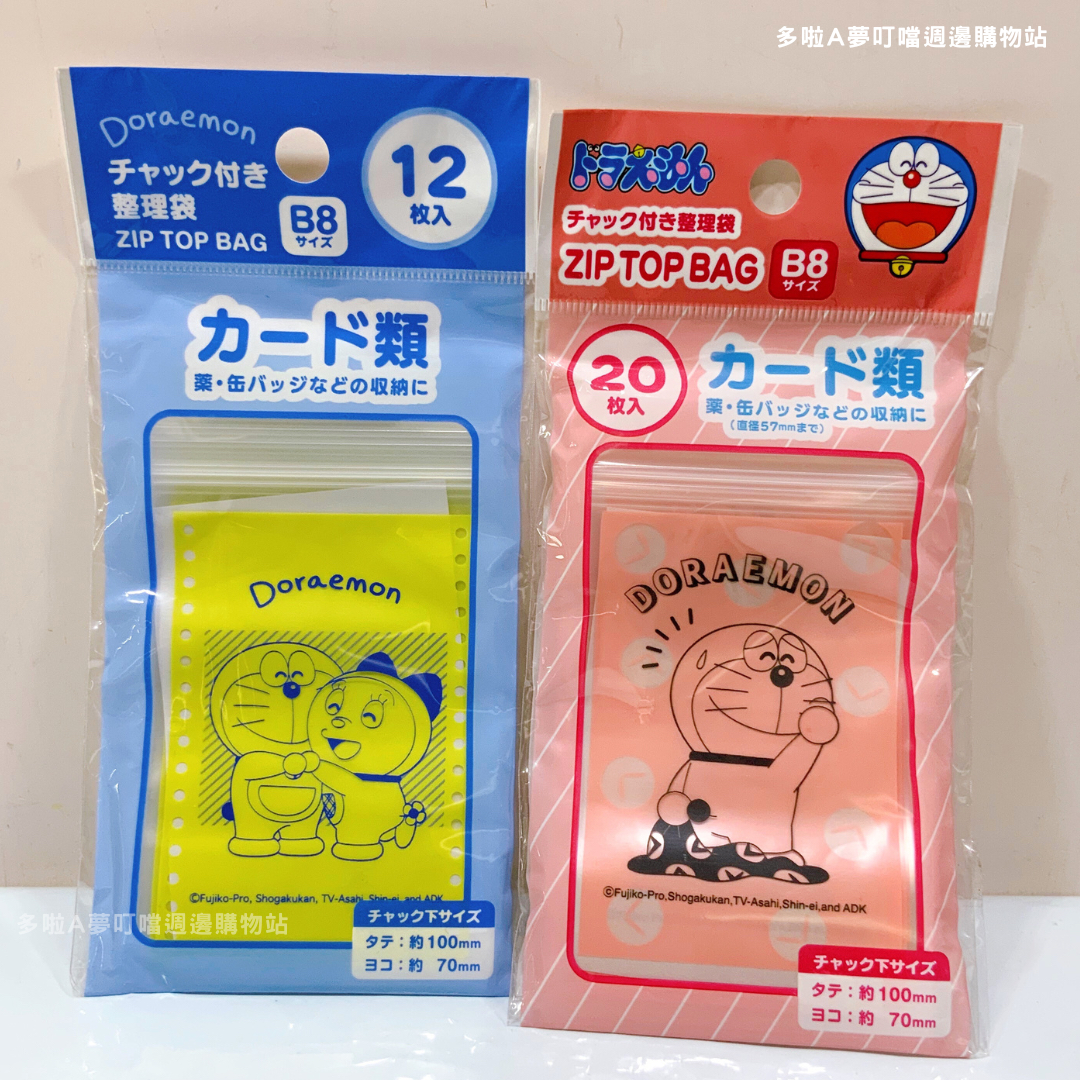 多啦A夢叮噹週邊購物站
Doraemon
チャック付き
整理袋
ZIP TOP BAG
B8
サイズ
12
枚入
カード類
薬・缶バッジなどの収納に
Doraemon
©Fujiko-Pro, Shogakukan, TV-Asahi, Shin-ei, and ADK
チャック下サイズ
タテ：約100mm
ヨコ：約 70mm
ドラえもん
チャック付き整理袋
ZIP TOP BAG
B8
サイズ
20
枚入
カード類
薬・缶バッジなどの収納に
（直径57mmまで）
DORAEMON
©Fujiko-Pro, Shogakukan, TV-Asahi, Shin-ei, and ADK
チャック下サイズ
タテ：約100mm
ヨコ：約 70mm
多啦A夢叮噹週邊購物站